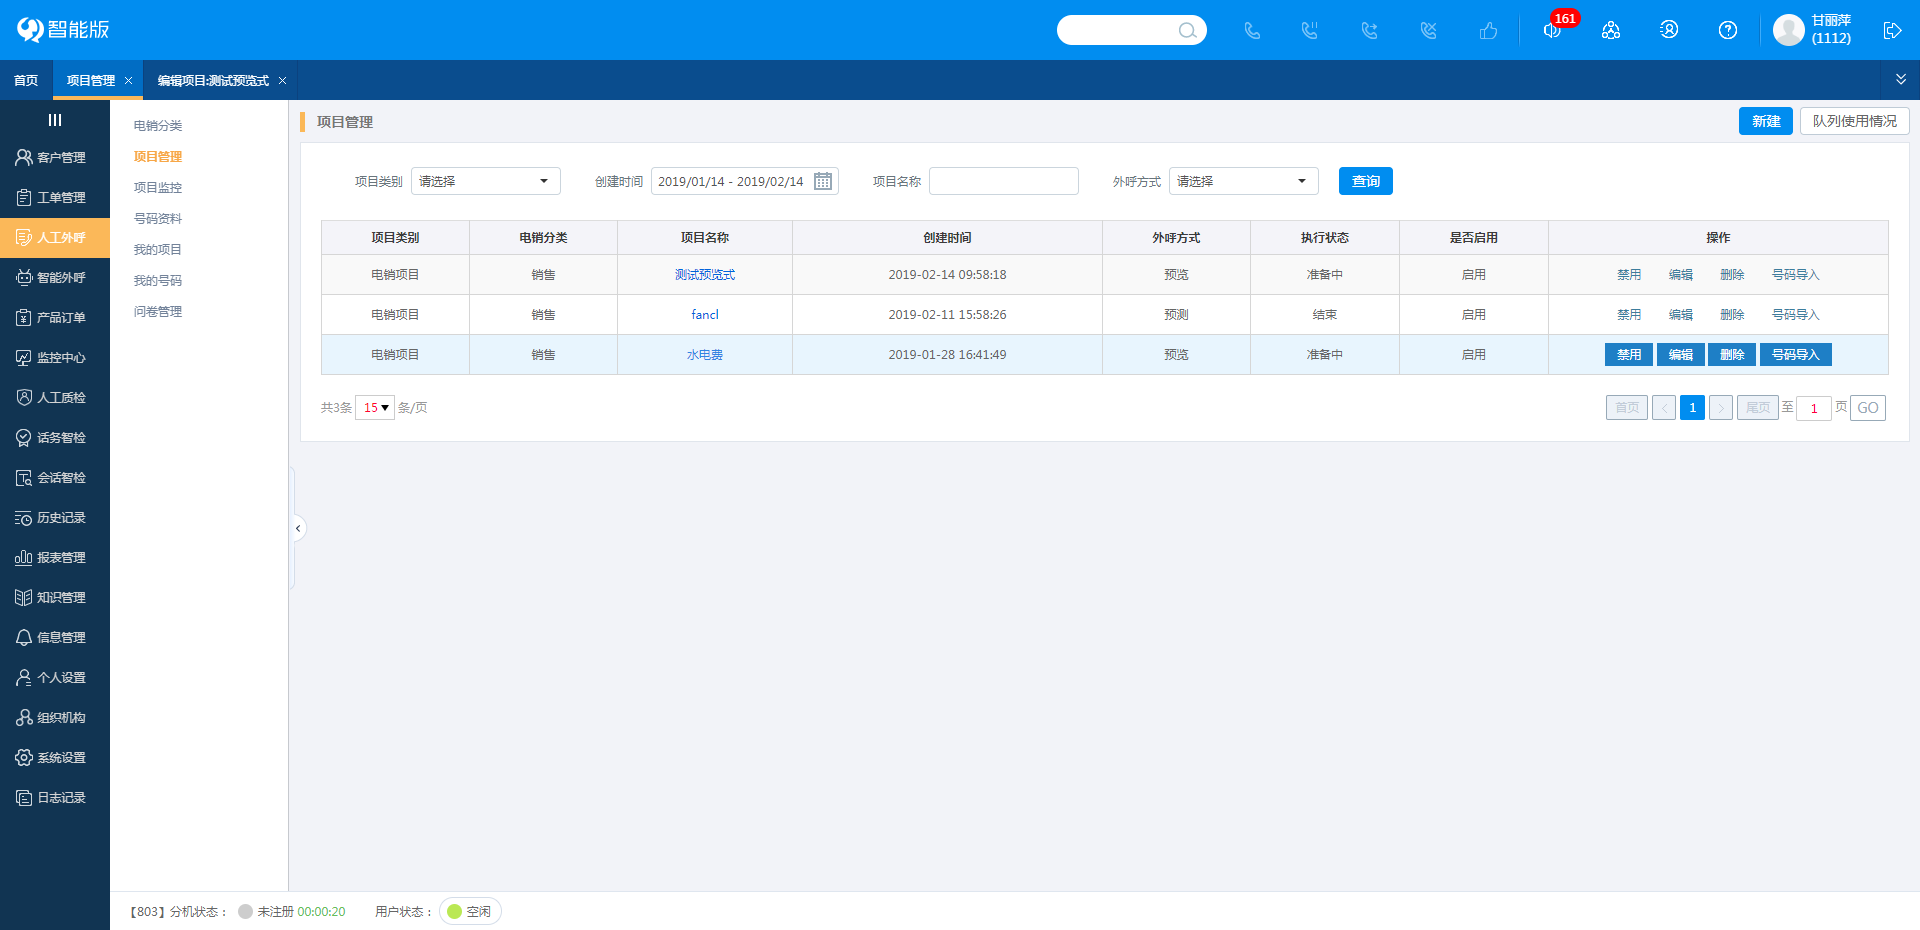 智能版
161
甘丽萍
(1112)
首页 项目管理 编辑项目:测试预览式
客户管理
工单管理
人工外呼
智能外呼
产品订单
监控中心
人工质检
话务智检
会话智检
历史记录
报表管理
知识管理
信息管理
个人设置
组织机构
系统设置
日志记录
电销分类
项目管理
项目监控
号码资料
我的项目
我的号码
问卷管理
项目管理 新建 队列使用情况
项目类别 请选择 创建时间 2019/01/14 - 2019/02/14 项目名称 外呼方式 请选择 查询
项目类别 电销分类 项目名称 创建时间 外呼方式 执行状态 是否启用 操作
电销项目 销售 测试预览式 2019-02-14 09:58:18 预览 准备中 启用 禁用 编辑 删除 号码导入
电销项目 销售 fancl 2019-02-11 15:58:26 预测 结束 启用 禁用 编辑 删除 号码导入
电销项目 销售 水电费 2019-01-28 16:41:49 预览 准备中 启用 禁用 编辑 删除 号码导入
共3条 15 条/页 首页 < 1 > 尾页 至 1 页 GO
【803】分机状态： 未注册 00:00:20 用户状态： 空闲